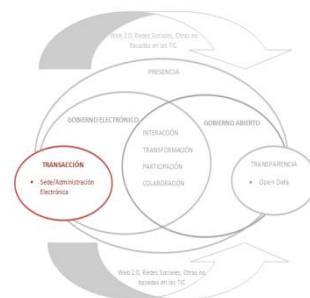 Web 2.0, Redes Sociales, Otras no
basadas en las TIC
PRESENCIA
GOBIERNO ELECTRÓNICO
GOBIERNO ABIERTO
INTERACCIÓN
TRANSFORMACIÓN
PARTICIPACIÓN
COLABORACIÓN
TRANSACCIÓN
• Sede/Administración
Electrónica
TRANSPARENCIA
• Open Data
Web 2.0, Redes Sociales, Otras no
basadas en las TIC